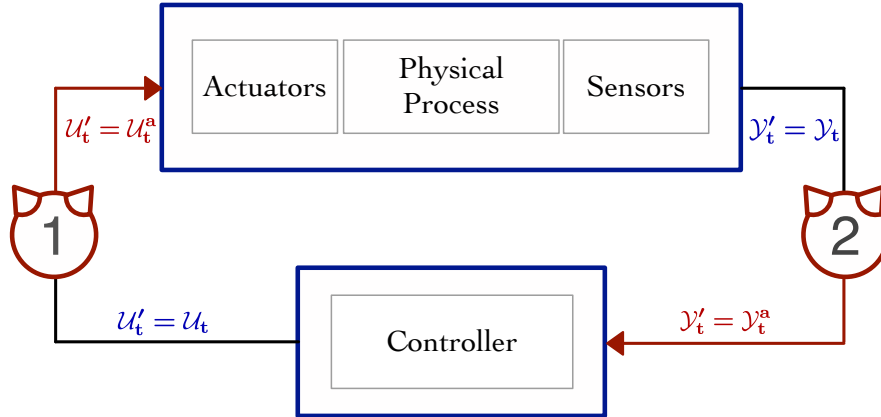 Actuators
Physical
Process
Sensors
𝒰′ₜ = 𝒰ₜᵃ
𝒴′ₜ = 𝒴ₜ
1
2
𝒰′ₜ = 𝒰ₜ
𝒴′ₜ = 𝒴ₜᵃ
Controller